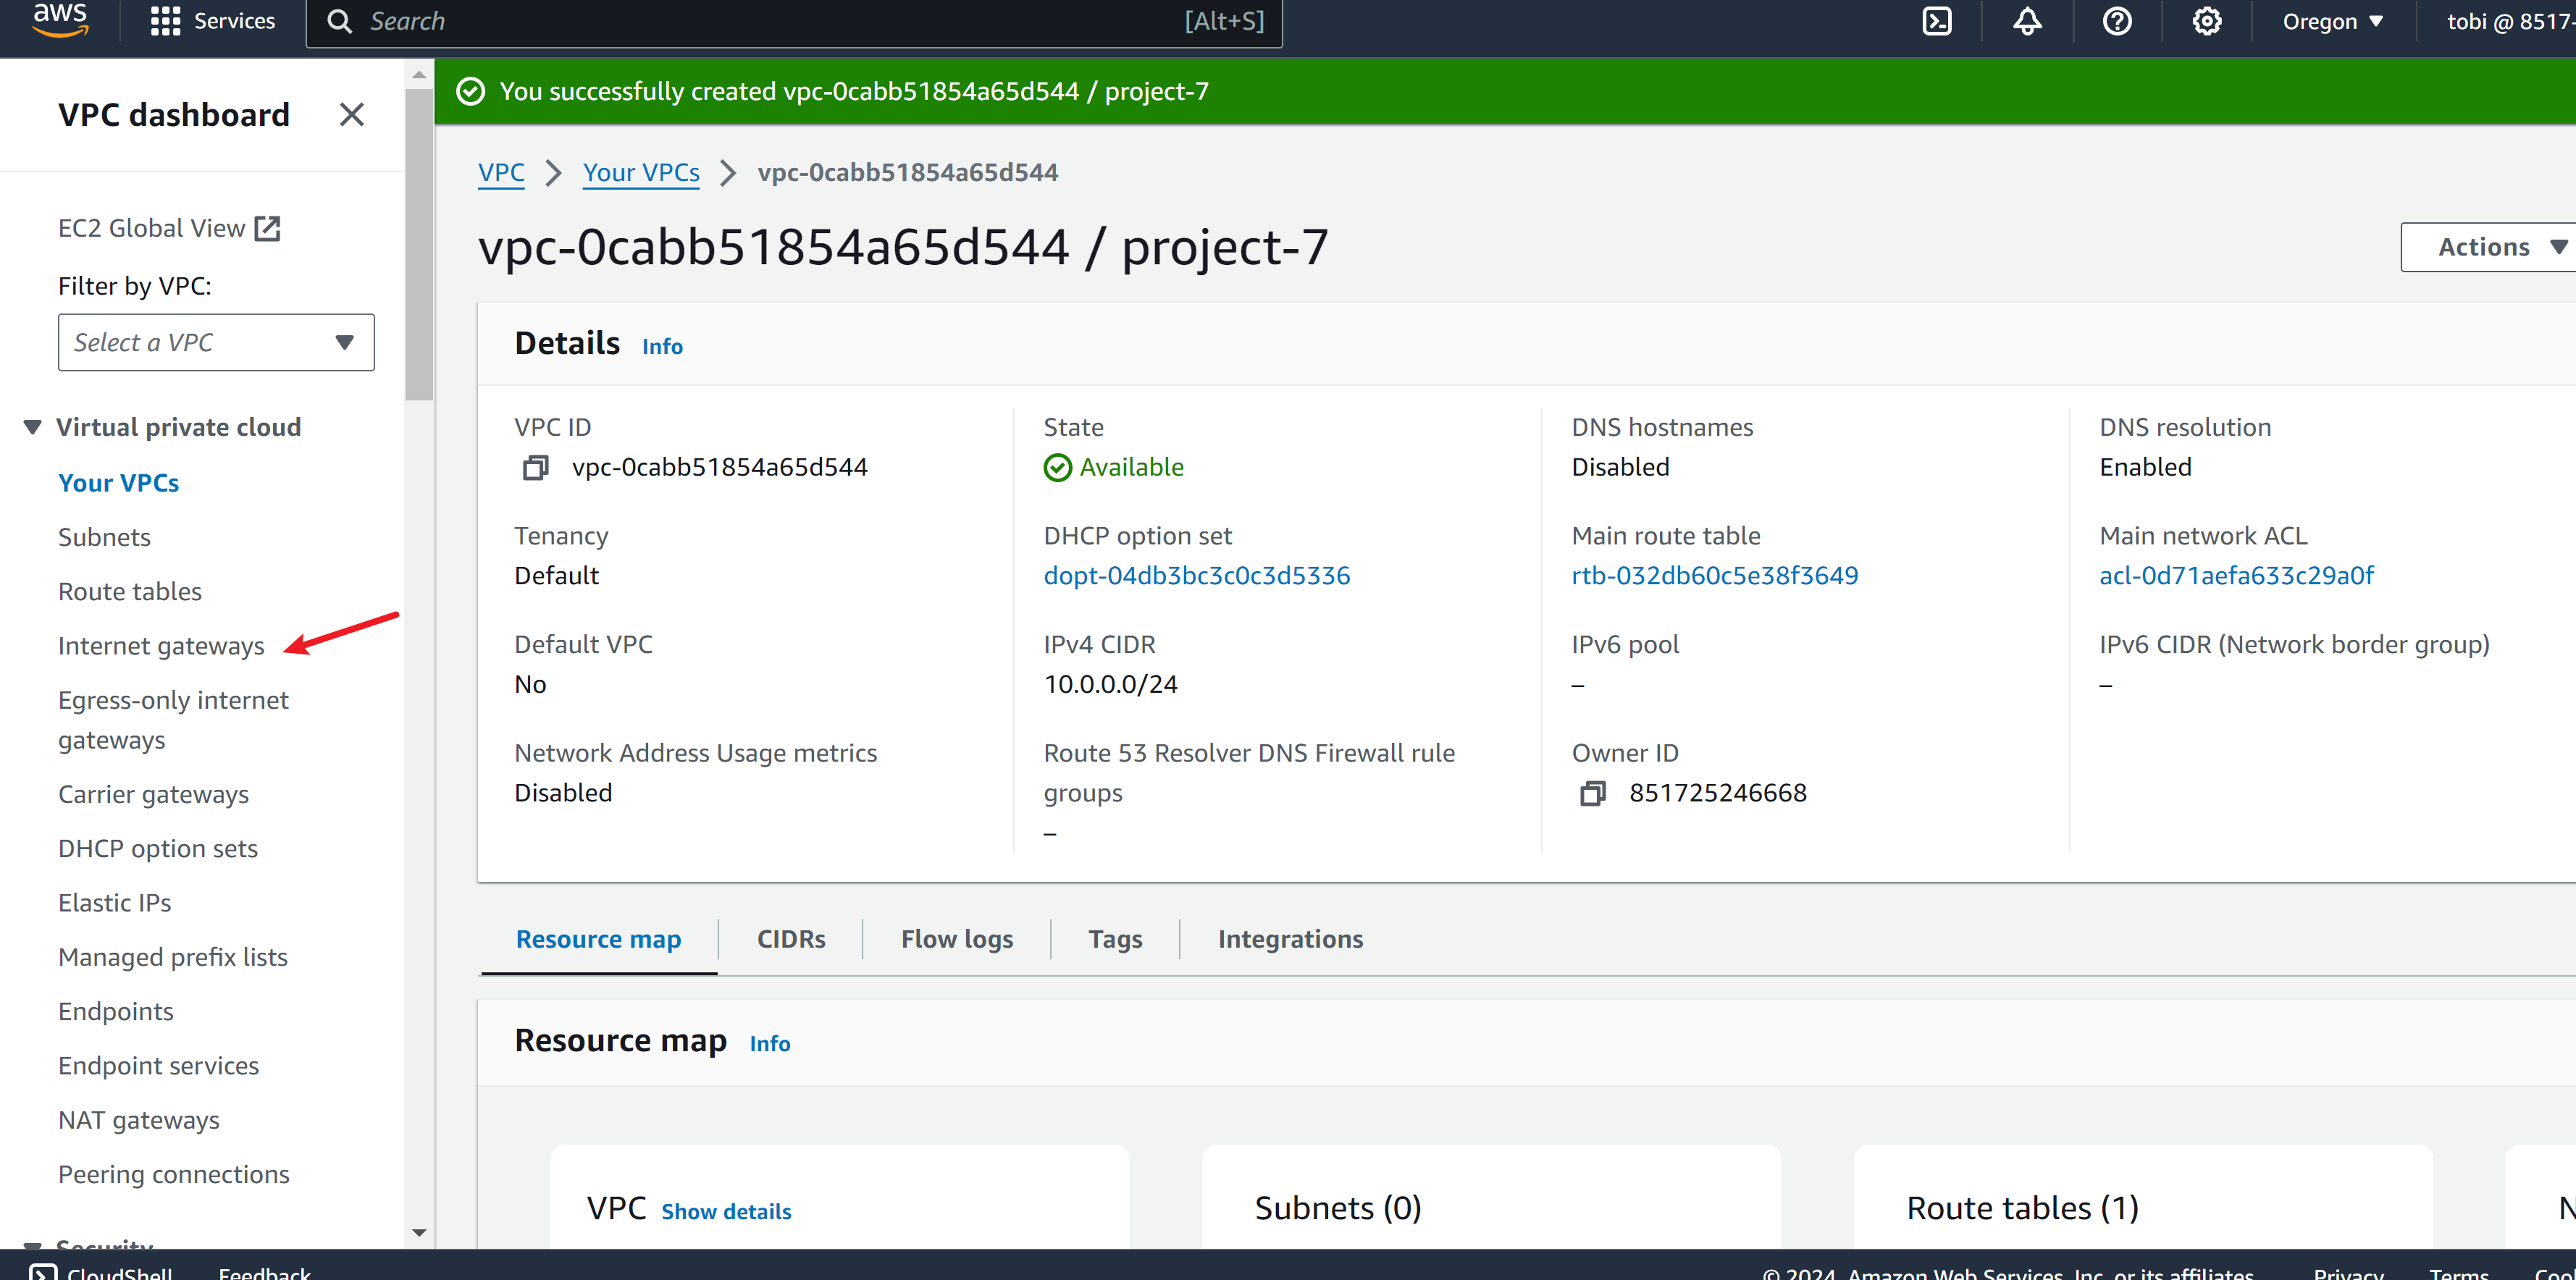 aws
Services
Search
[Alt+S]
Oregon
tobi @ 8517-
VPC dashboard
EC2 Global View
Filter by VPC:
Select a VPC
Virtual private cloud
Your VPCs
Subnets
Route tables
Internet gateways
Egress-only internet
gateways
Carrier gateways
DHCP option sets
Elastic IPs
Managed prefix lists
Endpoints
Endpoint services
NAT gateways
Peering connections
Security
You successfully created vpc-0cabb51854a65d544 / project-7
VPC
Your VPCs
vpc-0cabb51854a65d544
vpc-0cabb51854a65d544 / project-7
Actions
Details Info
VPC ID
vpc-0cabb51854a65d544
State
Available
DNS hostnames
Disabled
DNS resolution
Enabled
Tenancy
Default
DHCP option set
dopt-04db3bc3c0c3d5336
Main route table
rtb-032db60c5e38f3649
Main network ACL
acl-0d71aefa633c29a0f
Default VPC
No
IPv4 CIDR
10.0.0.0/24
IPv6 pool
–
IPv6 CIDR (Network border group)
–
Network Address Usage metrics
Disabled
Route 53 Resolver DNS Firewall rule
groups
–
Owner ID
851725246668
Resource map
CIDRs
Flow logs
Tags
Integrations
Resource map Info
VPC Show details
Subnets (0)
Route tables (1)
CloudShell
Feedback
© 2024, Amazon Web Services, Inc. or its affiliates.
Privacy
Terms